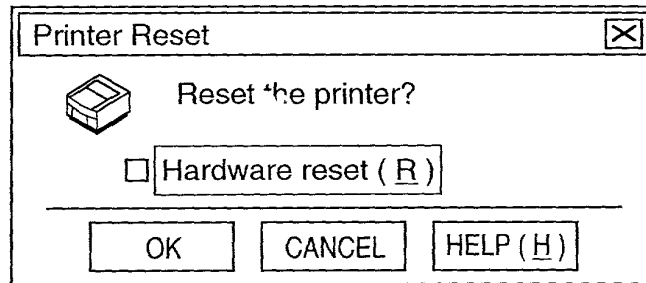 Printer Reset
Reset the printer?
Hardware reset ( R )
OK CANCEL HELP ( H )